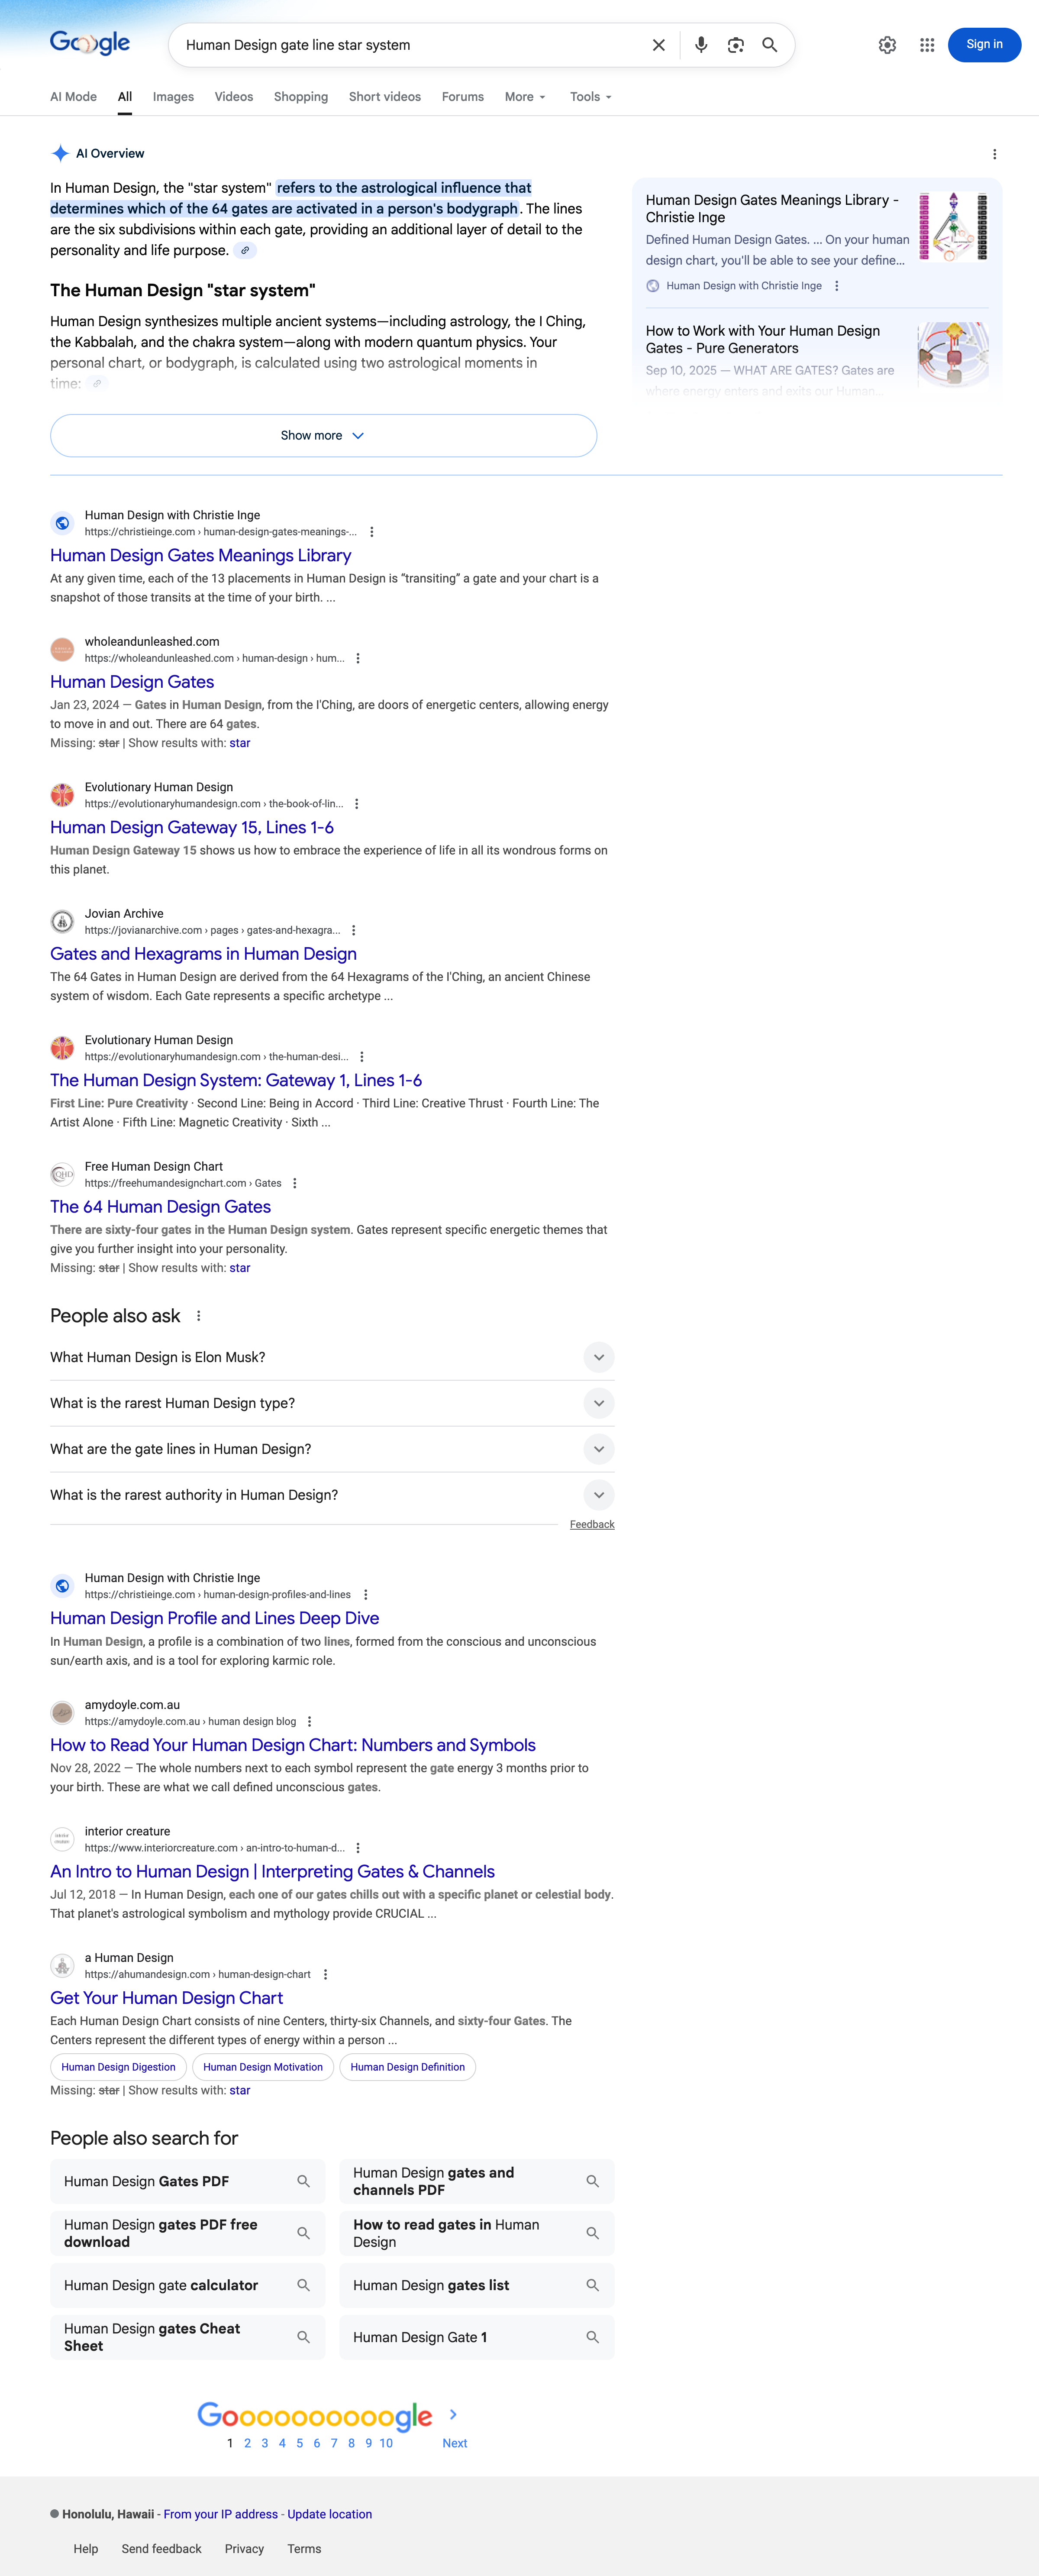 Google
Human Design gate line star system
Sign in
AI Mode
All
Images
Videos
Shopping
Short videos
Forums
More
Tools
AI Overview
In Human Design, the "star system" refers to the astrological influence that
determines which of the 64 gates are activated in a person's bodygraph. The lines
are the six subdivisions within each gate, providing an additional layer of detail to the
personality and life purpose.
The Human Design "star system"
Human Design synthesizes multiple ancient systems—including astrology, the I Ching,
the Kabbalah, and the chakra system—along with modern quantum physics. Your
personal chart, or bodygraph, is calculated using two astrological moments in
time:
Show more
Human Design Gates Meanings Library -
Christie Inge
Defined Human Design Gates. ... On your human
design chart, you'll be able to see your define...
Human Design with Christie Inge
How to Work with Your Human Design
Gates - Pure Generators
Sep 10, 2025 — WHAT ARE GATES? Gates are
where energy enters and exits our Human...
Human Design with Christie Inge
https://christieinge.com › human-design-gates-meanings-...
Human Design Gates Meanings Library
At any given time, each of the 13 placements in Human Design is “transiting” a gate and your chart is a
snapshot of those transits at the time of your birth. ...
wholeandunleashed.com
https://wholeandunleashed.com › human-design › hum...
Human Design Gates
Jan 23, 2024 — Gates in Human Design, from the I'Ching, are doors of energetic centers, allowing energy
to move in and out. There are 64 gates.
Missing: star | Show results with: star
Evolutionary Human Design
https://evolutionaryhumandesign.com › the-book-of-lin...
Human Design Gateway 15, Lines 1-6
Human Design Gateway 15 shows us how to embrace the experience of life in all its wondrous forms on
this planet.
Jovian Archive
https://jovianarchive.com › pages › gates-and-hexagra...
Gates and Hexagrams in Human Design
The 64 Gates in Human Design are derived from the 64 Hexagrams of the I'Ching, an ancient Chinese
system of wisdom. Each Gate represents a specific archetype ...
Evolutionary Human Design
https://evolutionaryhumandesign.com › the-human-desi...
The Human Design System: Gateway 1, Lines 1-6
First Line: Pure Creativity · Second Line: Being in Accord · Third Line: Creative Thrust · Fourth Line: The
Artist Alone · Fifth Line: Magnetic Creativity · Sixth ...
Free Human Design Chart
https://freehumandesignchart.com › Gates
The 64 Human Design Gates
There are sixty-four gates in the Human Design system. Gates represent specific energetic themes that
give you further insight into your personality.
Missing: star | Show results with: star
People also ask
What Human Design is Elon Musk?
What is the rarest Human Design type?
What are the gate lines in Human Design?
What is the rarest authority in Human Design?
Feedback
Human Design with Christie Inge
https://christieinge.com › human-design-profiles-and-lines
Human Design Profile and Lines Deep Dive
In Human Design, a profile is a combination of two lines, formed from the conscious and unconscious
sun/earth axis, and is a tool for exploring karmic role.
amydoyle.com.au
https://amydoyle.com.au › human design blog
How to Read Your Human Design Chart: Numbers and Symbols
Nov 28, 2022 — The whole numbers next to each symbol represent the gate energy 3 months prior to
your birth. These are what we call defined unconscious gates.
interior creature
https://www.interiorcreature.com › an-intro-to-human-d...
An Intro to Human Design | Interpreting Gates & Channels
Jul 12, 2018 — In Human Design, each one of our gates chills out with a specific planet or celestial body.
That planet's astrological symbolism and mythology provide CRUCIAL ...
a Human Design
https://ahumandesign.com › human-design-chart
Get Your Human Design Chart
Each Human Design Chart consists of nine Centers, thirty-six Channels, and sixty-four Gates. The
Centers represent the different types of energy within a person ...
Human Design Digestion
Human Design Motivation
Human Design Definition
Missing: star | Show results with: star
People also search for
Human Design Gates PDF
Human Design gates and
channels PDF
Human Design gates PDF free
download
How to read gates in Human
Design
Human Design gate calculator
Human Design gates list
Human Design gates Cheat
Sheet
Human Design Gate 1
Goooooooooogle
1 2 3 4 5 6 7 8 9 10 Next
Honolulu, Hawaii - From your IP address - Update location
Help
Send feedback
Privacy
Terms